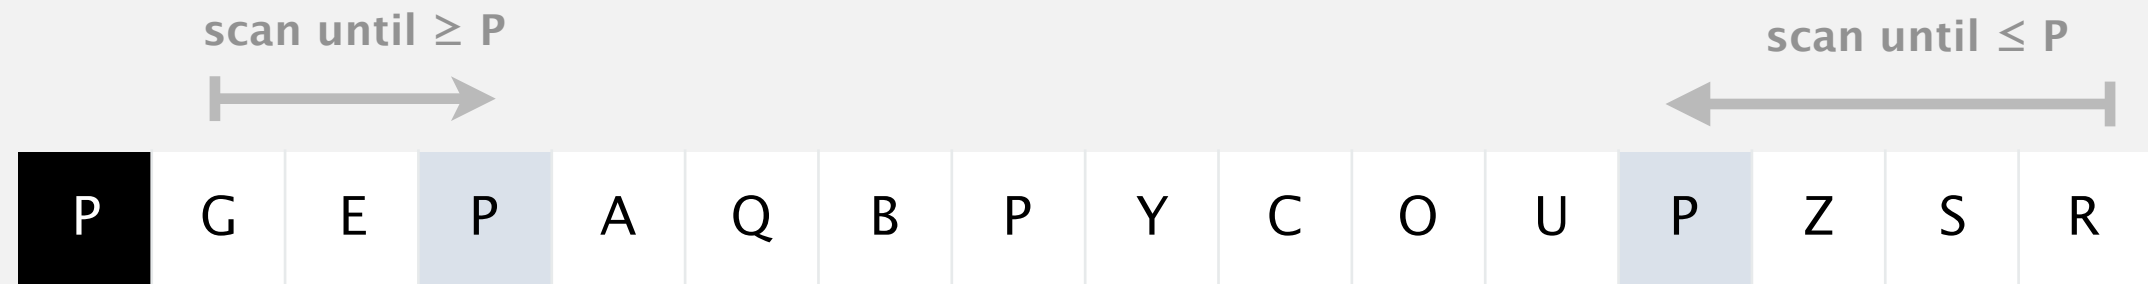 scan until ≥ P
scan until ≤ P
P G E P A Q B P Y C O U P Z S R